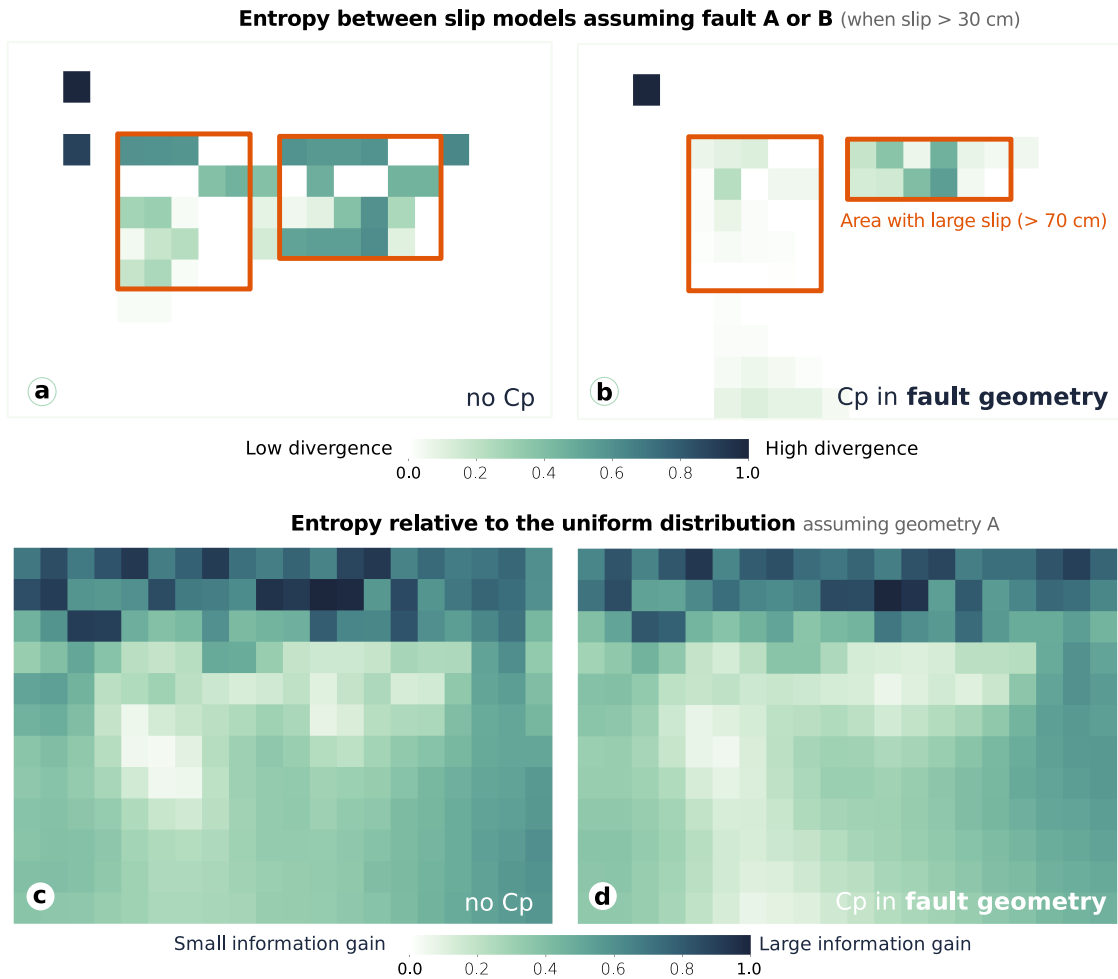 Entropy between slip models assuming fault A or B (when slip > 30 cm)
Area with large slip (> 70 cm)
a
no Cp
b
Cp in fault geometry
Low divergence
High divergence
0.0 0.2 0.4 0.6 0.8 1.0
Entropy relative to the uniform distribution assuming geometry A
c
no Cp
d
Cp in fault geometry
Small information gain
Large information gain
0.0 0.2 0.4 0.6 0.8 1.0